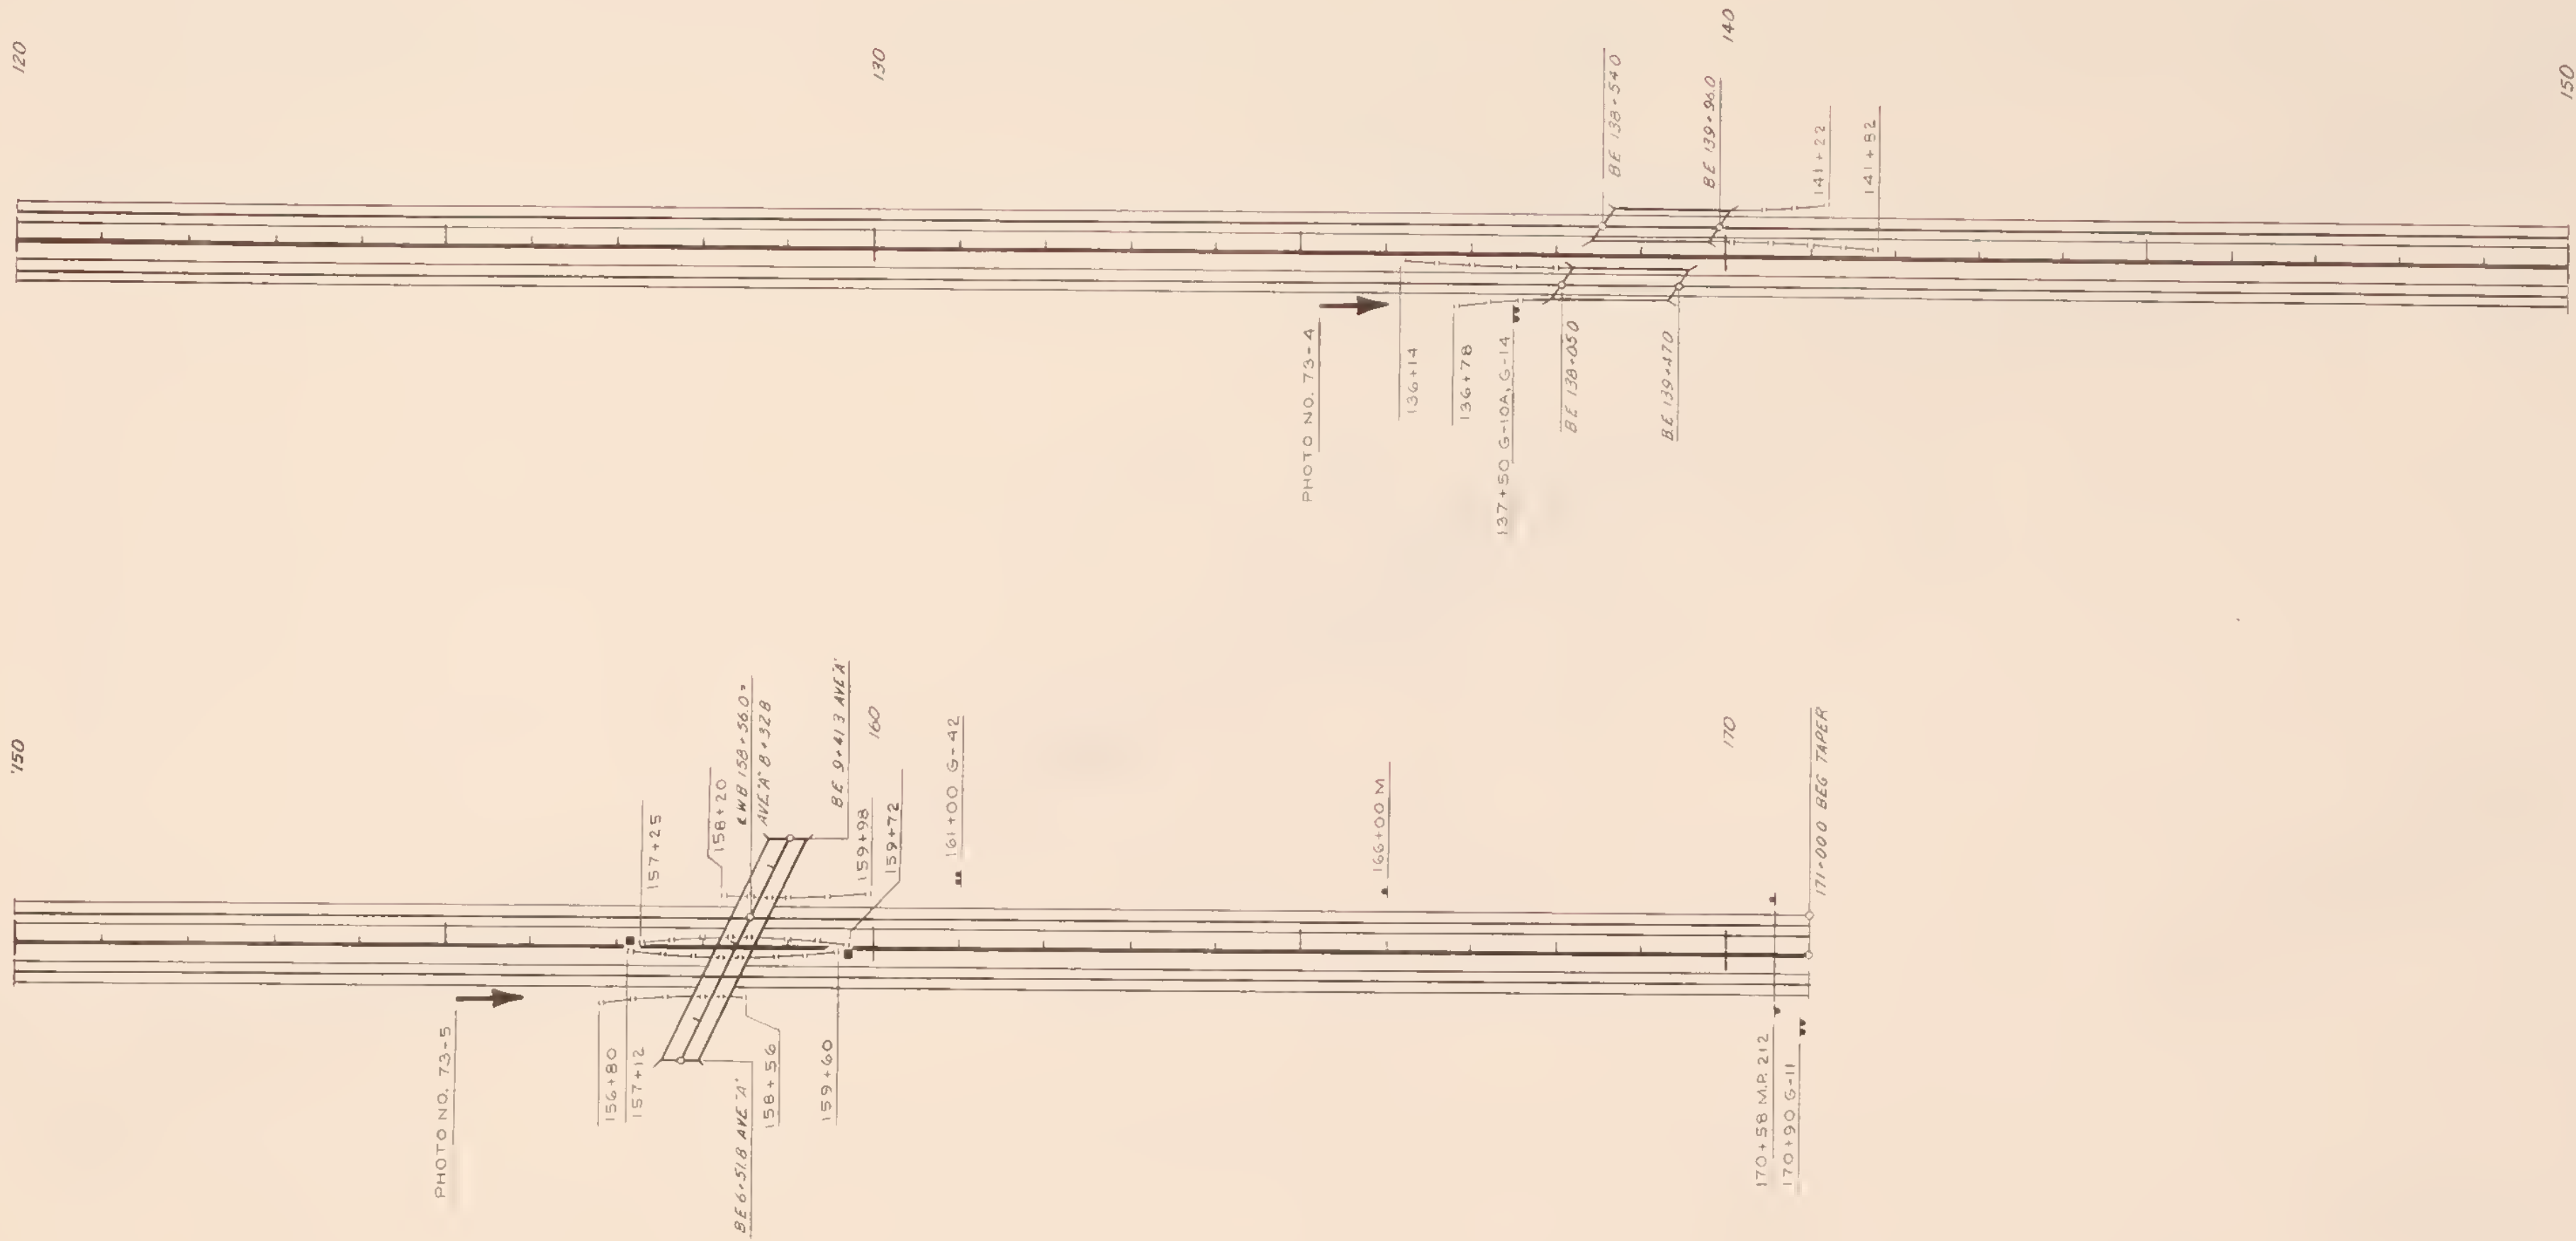 120
130
140
150
BE 138+54.0
BE 139+96.0
141+22
141+82
PHOTO NO. 73-4
136+14
136+78
137+50 G-10A, G-14
BE 138+05.0
BE 139+47.0
150
157+25
158+20
℄ WB 158+56.0=
AVE "A" 8+32.8
BE 9+41.3 AVE "A"
160
159+98
159+72
161+00 G-42
166+00 M
170
171+00.0 BEG TAPER
PHOTO NO. 73-5
156+80
157+12
BE 6+51.8 AVE "A"
158+56
159+60
170+58 M.P. 212
170+90 G-11